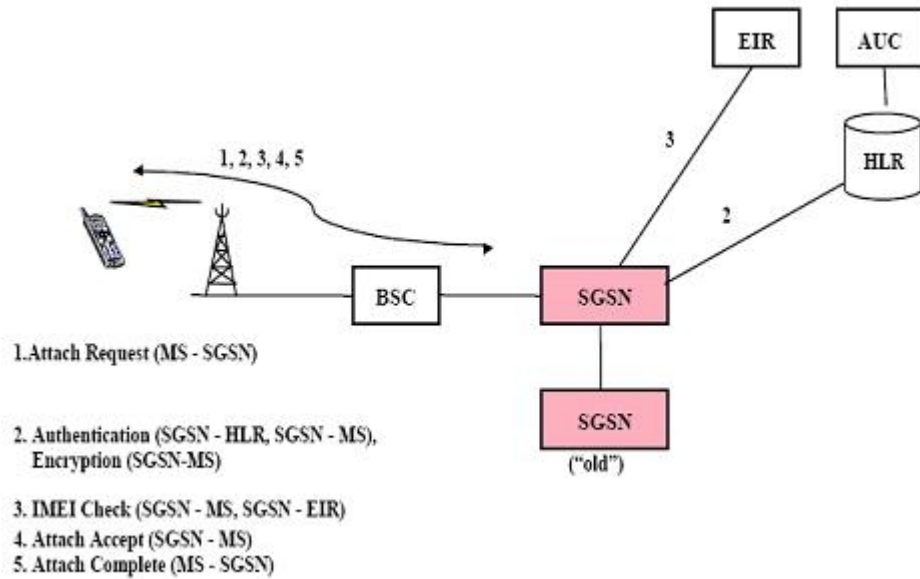 EIR
AUC
3
HLR
1, 2, 3, 4, 5
2
BSC
SGSN
1.Attach Request (MS - SGSN)
SGSN
("old")
2. Authentication (SGSN - HLR, SGSN - MS),
Encryption (SGSN-MS)
3. IMEI Check (SGSN - MS, SGSN - EIR)
4. Attach Accept (SGSN - MS)
5. Attach Complete (MS - SGSN)